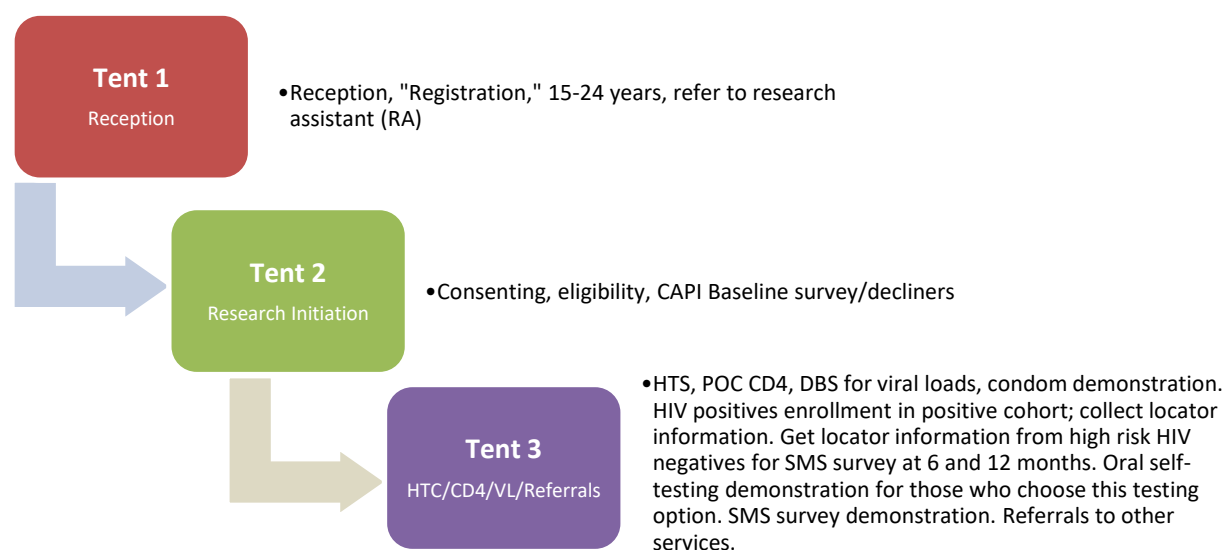 Tent 1
Reception
•Reception, "Registration," 15-24 years, refer to research
assistant (RA)
Tent 2
Research Initiation
•Consenting, eligibility, CAPI Baseline survey/decliners
Tent 3
HTC/CD4/VL/Referrals
•HTS, POC CD4, DBS for viral loads, condom demonstration.
HIV positives enrollment in positive cohort; collect locator
information. Get locator information from high risk HIV
negatives for SMS survey at 6 and 12 months. Oral self-
testing demonstration for those who choose this testing
option. SMS survey demonstration. Referrals to other
services.